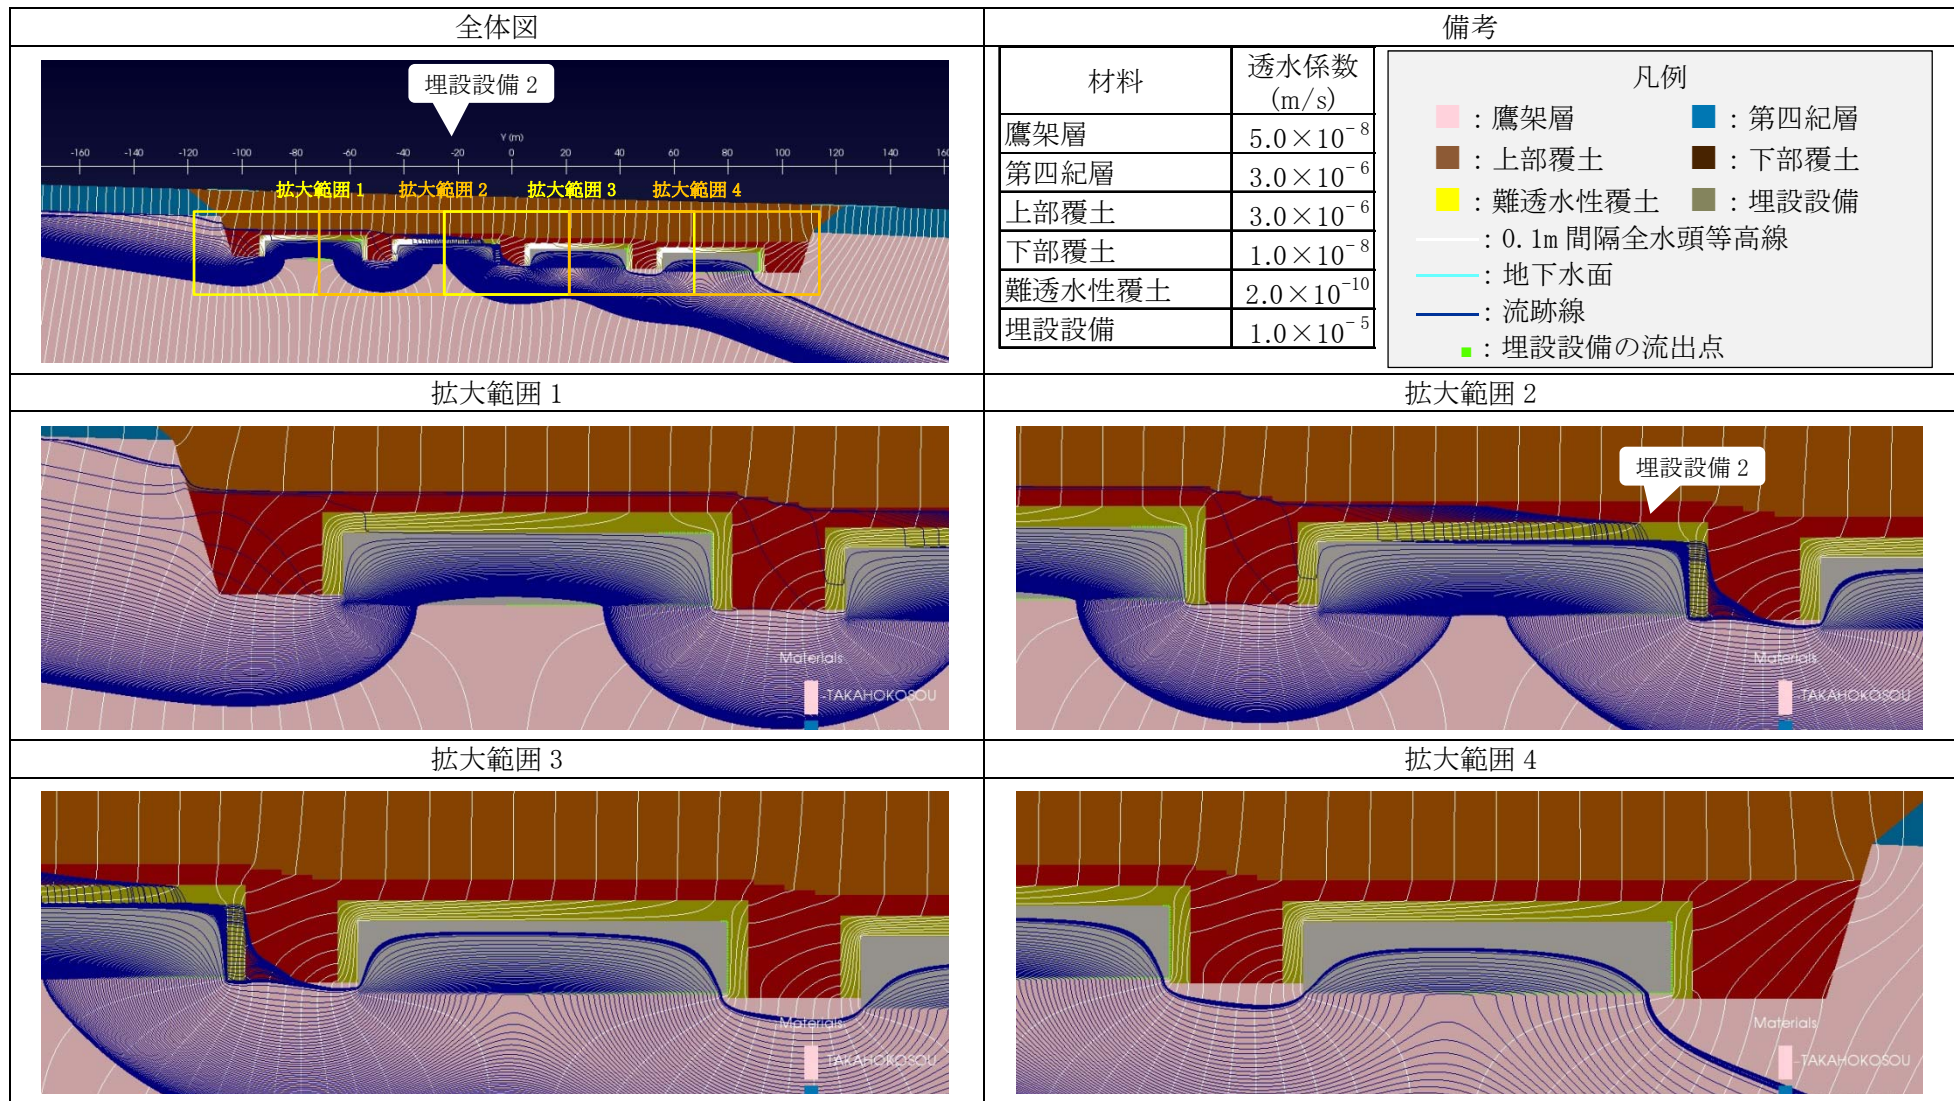 全体図
備考
埋設設備 2
Y (m)
-160 -140 -120 -100 -80 -60 -40 -20 0 20 40 60 80 100 120 140 160
拡大範囲 1 拡大範囲 2 拡大範囲 3 拡大範囲 4
材料 透水係数 (m/s)
鷹架層 5.0×10⁻⁸
第四紀層 3.0×10⁻⁶
上部覆土 3.0×10⁻⁶
下部覆土 1.0×10⁻⁸
難透水性覆土 2.0×10⁻¹⁰
埋設設備 1.0×10⁻⁵
凡例
：鷹架層 ：第四紀層
：上部覆土 ：下部覆土
：難透水性覆土 ：埋設設備
：0.1m 間隔全水頭等高線
：地下水面
：流跡線
：埋設設備の流出点
拡大範囲 1
拡大範囲 2
Materials
-TAKAHOKOSOU
埋設設備 2
Materials
-TAKAHOKOSOU
拡大範囲 3
拡大範囲 4
Materials
-TAKAHOKOSOU
Materials
-TAKAHOKOSOU